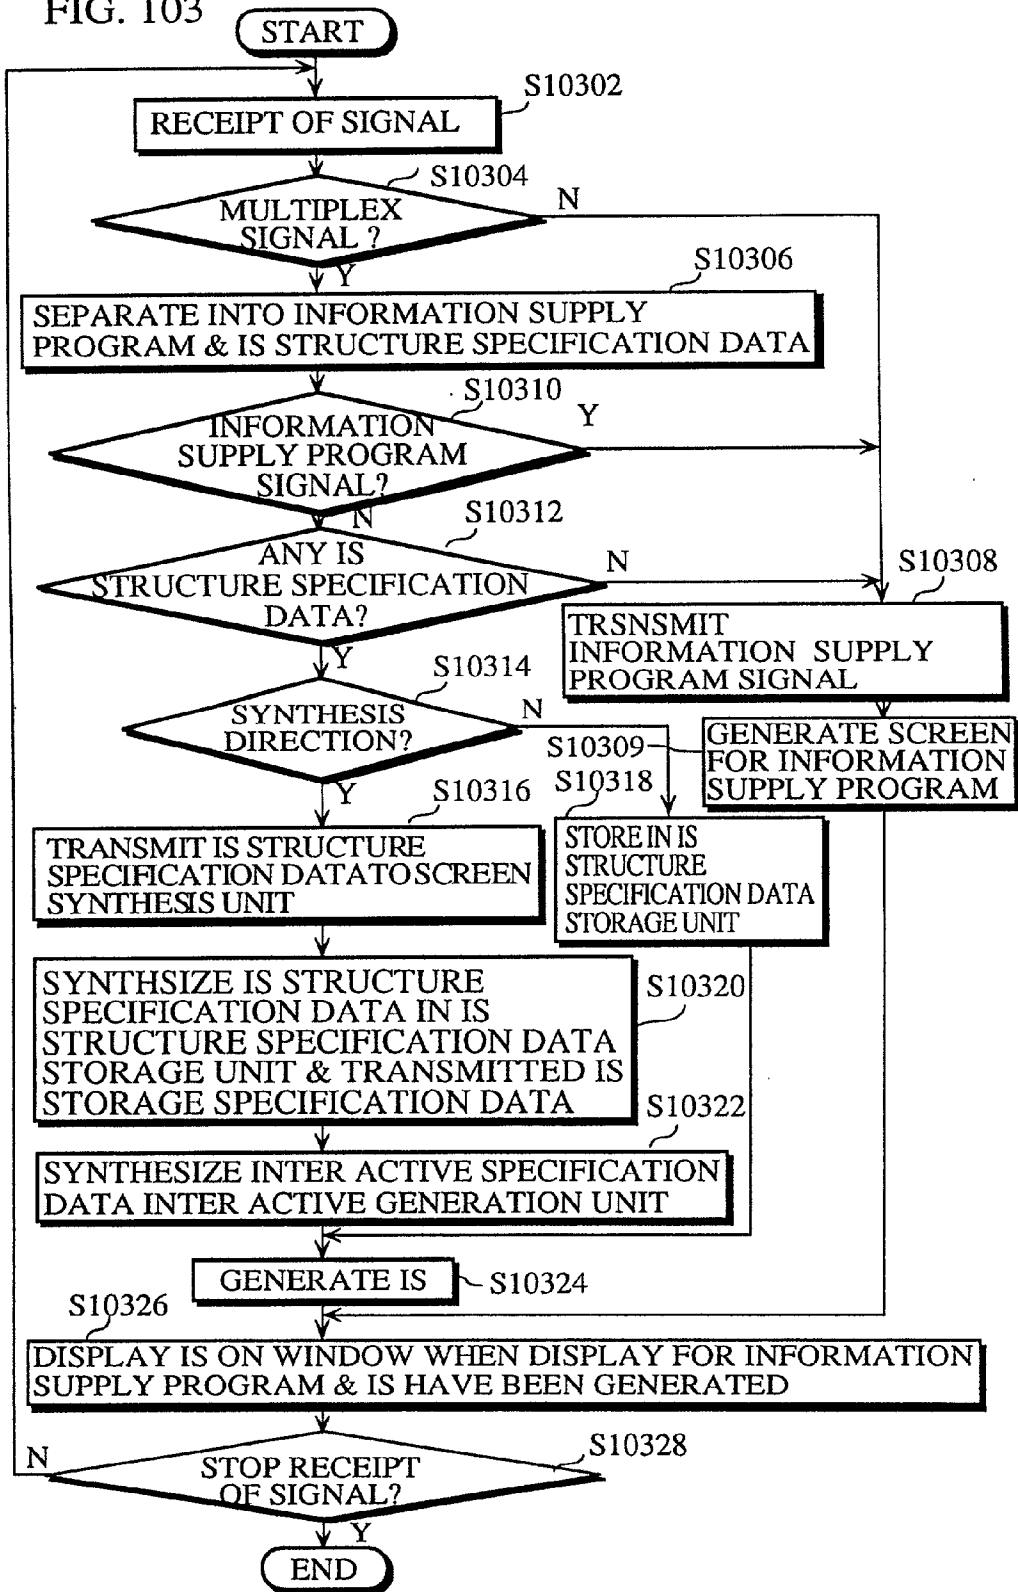 FIG. 103
START
S10302
RECEIPT OF SIGNAL
S10304
MULTIPLEX
SIGNAL ?
N
Y
S10306
SEPARATE INTO INFORMATION SUPPLY
PROGRAM & IS STRUCTURE SPECIFICATION DATA
S10310
INFORMATION
SUPPLY PROGRAM
SIGNAL?
Y
N
S10312
ANY IS
STRUCTURE SPECIFICATION
DATA?
N
Y
S10308
TRSNSMIT
INFORMATION SUPPLY
PROGRAM SIGNAL
S10314
SYNTHESIS
DIRECTION?
N
Y
S10309
GENERATE SCREEN
FOR INFORMATION
SUPPLY PROGRAM
S10316
TRANSMIT IS STRUCTURE
SPECIFICATION DATA TO SCREEN
SYNTHESIS UNIT
S10318
STORE IN IS
STRUCTURE
SPECIFICATION DATA
STORAGE UNIT
S10320
SYNTHSIZE IS STRUCTURE
SPECIFICATION DATA IN IS
STRUCTURE SPECIFICATION DATA
STORAGE UNIT & TRANSMITTED IS
STORAGE SPECIFICATION DATA
S10322
SYNTHESIZE INTER ACTIVE SPECIFICATION
DATA INTER ACTIVE GENERATION UNIT
GENERATE IS
S10324
S10326
DISPLAY IS ON WINDOW WHEN DISPLAY FOR INFORMATION
SUPPLY PROGRAM & IS HAVE BEEN GENERATED
S10328
STOP RECEIPT
OF SIGNAL?
N
Y
END